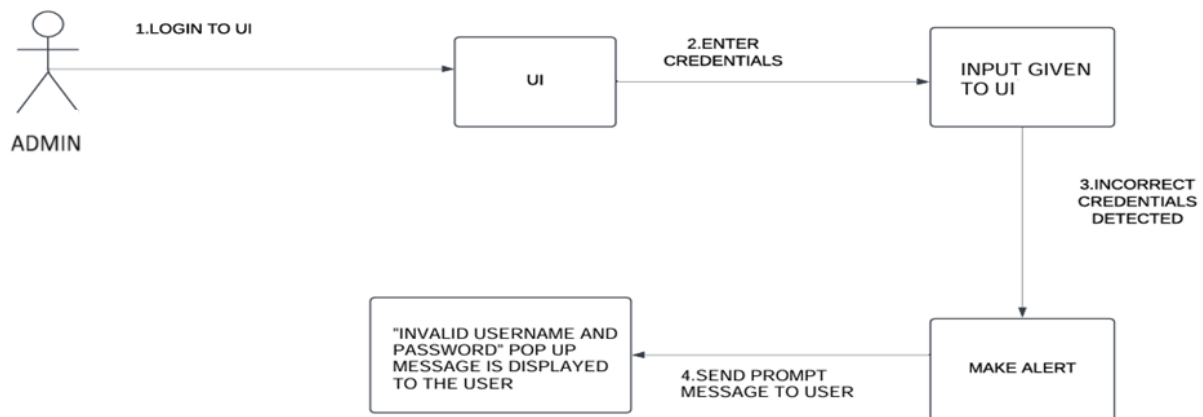 1.LOGIN TO UI
ADMIN
UI
2.ENTER
CREDENTIALS
INPUT GIVEN
TO UI
3.INCORRECT
CREDENTIALS
DETECTED
MAKE ALERT
4.SEND PROMPT
MESSAGE TO USER
"INVALID USERNAME AND
PASSWORD" POP UP
MESSAGE IS DISPLAYED
TO THE USER